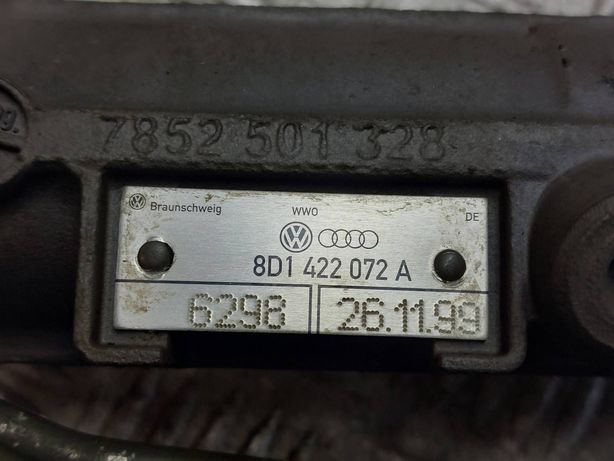 7852 501 328
Braunschweig WWO DE
8D1 422 072 A
6298 26.11.99